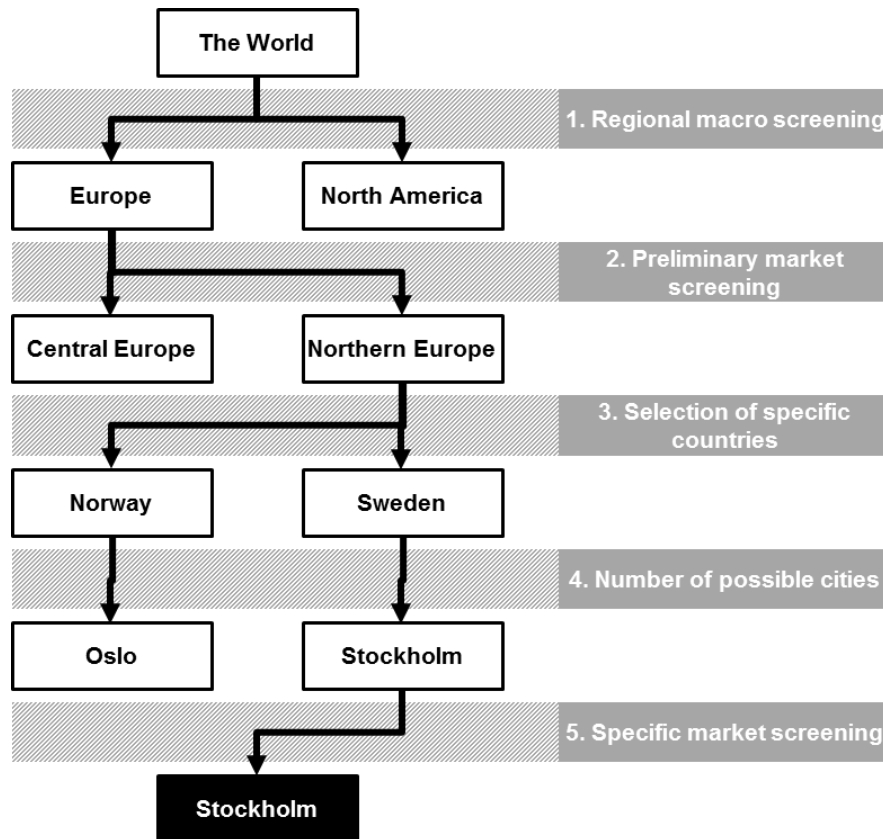 The World
1. Regional macro screening
Europe
North America
2. Preliminary market
screening
Central Europe
Northern Europe
3. Selection of specific
countries
Norway
Sweden
4. Number of possible cities
Oslo
Stockholm
5. Specific market screening
Stockholm